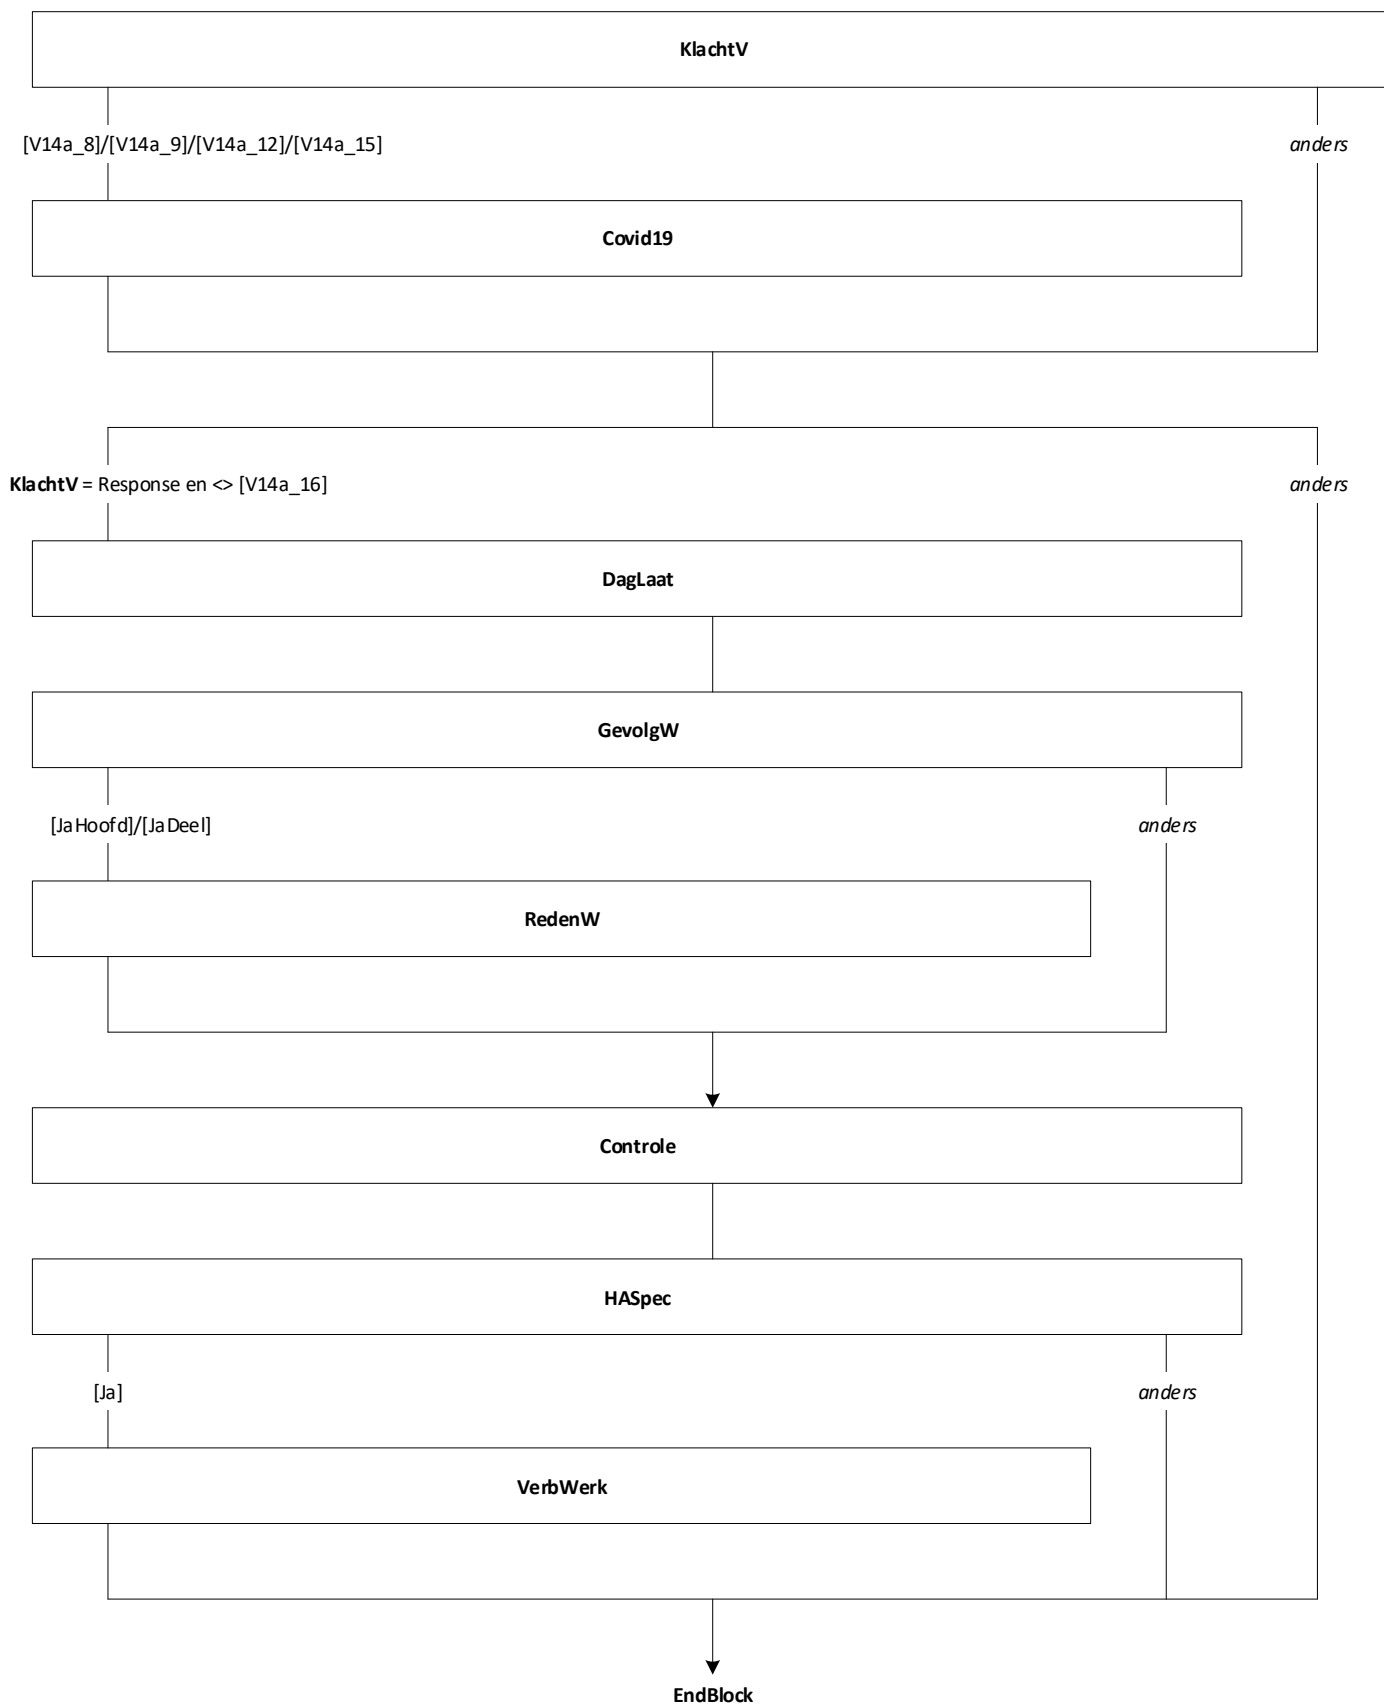 KlachtV
[V14a_8]/[V14a_9]/[V14a_12]/[V14a_15]
anders
Covid19
KlachtV = Response en <> [V14a_16]
anders
DagLaat
GevolgW
[JaHoofd]/[JaDeel]
anders
RedenW
Controle
HASpec
[Ja]
anders
VerbWerk
EndBlock